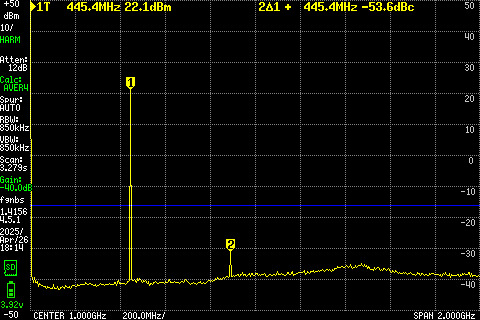 +50 1T 445.4MHz 22.1dBm 2Δ1 + 445.4MHz −53.6dBc 50
dBm
10/
HARM 40
Atten:
12dB 30
Calc:
AVER4
Spur: 20
AUTO
RBW:
850kHz 10
VBW:
850kHz 0
Scan:
3.279s
Gain: -10
-40.0dB
fgnbs -20
1.4156
4.5.1
2025/
Apr/26 -30
18:14
SD
-40
3.92v
-50 CENTER 1.000GHz 200.0MHz/ SPAN 2.000GHz
1
2